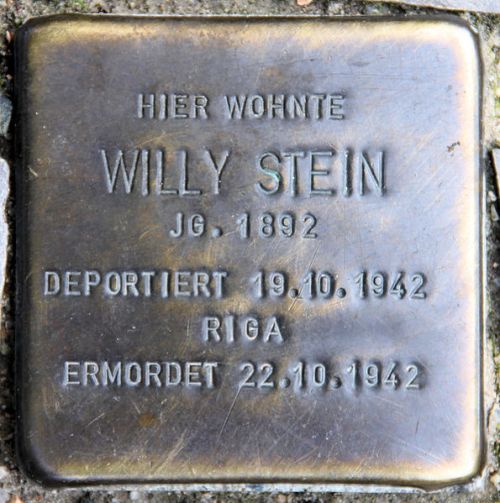 HIER WOHNTE
WILLY STEIN
JG. 1892
DEPORTIERT 19.10.1942
RIGA
ERMORDET 22.10.1942